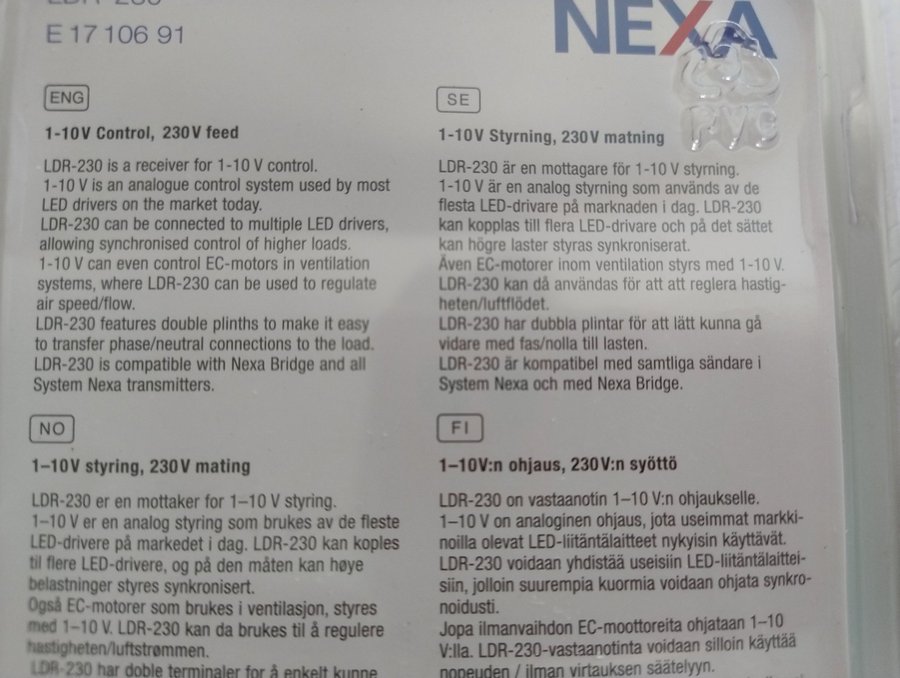 LDR-230
E 17 106 91
NEXA
PVC
ENG
1-10V Control, 230V feed
LDR-230 is a receiver for 1-10 V control.
1-10 V is an analogue control system used by most
LED drivers on the market today.
LDR-230 can be connected to multiple LED drivers,
allowing synchronised control of higher loads.
1-10 V can even control EC-motors in ventilation
systems, where LDR-230 can be used to regulate
air speed/flow.
LDR-230 features double plinths to make it easy
to transfer phase/neutral connections to the load.
LDR-230 is compatible with Nexa Bridge and all
System Nexa transmitters.
SE
1-10V Styrning, 230V matning
LDR-230 är en mottagare för 1-10 V styrning.
1-10 V är en analog styrning som används av de
flesta LED-drivare på marknaden i dag. LDR-230
kan kopplas till flera LED-drivare och på det sättet
kan högre laster styras synkroniserat.
Även EC-motorer inom ventilation styrs med 1-10 V.
LDR-230 kan då användas för att att reglera hastig-
heten/luftflödet.
LDR-230 har dubbla plintar för att lätt kunna gå
vidare med fas/nolla till lasten.
LDR-230 är kompatibel med samtliga sändare i
System Nexa och med Nexa Bridge.
NO
1–10V styring, 230V mating
LDR-230 er en mottaker for 1–10 V styring.
1–10 V er en analog styring som brukes av de fleste
LED-drivere på markedet i dag. LDR-230 kan koples
til flere LED-drivere, og på den måten kan høye
belastninger styres synkronisert.
Også EC-motorer som brukes i ventilasjon, styres
med 1–10 V. LDR-230 kan da brukes til å regulere
hastigheten/luftstrømmen.
LDR-230 har doble terminaler for å enkelt kunne
FI
1–10V:n ohjaus, 230V:n syöttö
LDR-230 on vastaanotin 1–10 V:n ohjaukselle.
1–10 V on analoginen ohjaus, jota useimmat markki-
noilla olevat LED-liitäntälaitteet nykyisin käyttävät.
LDR-230 voidaan yhdistää useisiin LED-liitäntälaittei-
siin, jolloin suurempia kuormia voidaan ohjata synkro-
noidusti.
Jopa ilmanvaihdon EC-moottoreita ohjataan 1–10
V:lla. LDR-230-vastaanotinta voidaan silloin käyttää
nopeuden / ilman virtauksen säätelyyn.